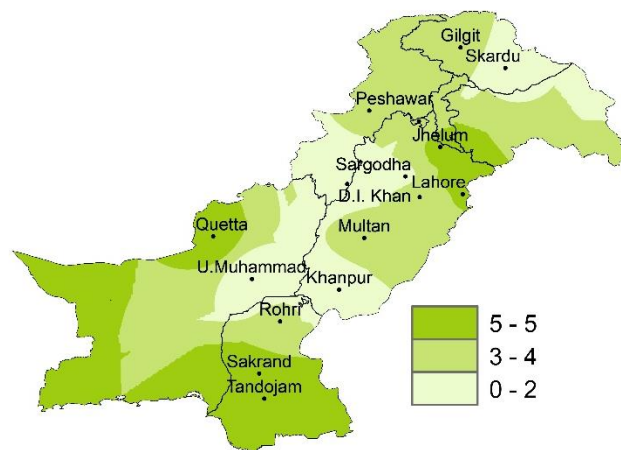 Gilgit
Skardu
Peshawar
Jhelum
Sargodha
Lahore
D.I. Khan
Quetta
Multan
U.Muhammad
Khanpur
Rohri
5 - 5
3 - 4
Sakrand
0 - 2
Tandojam